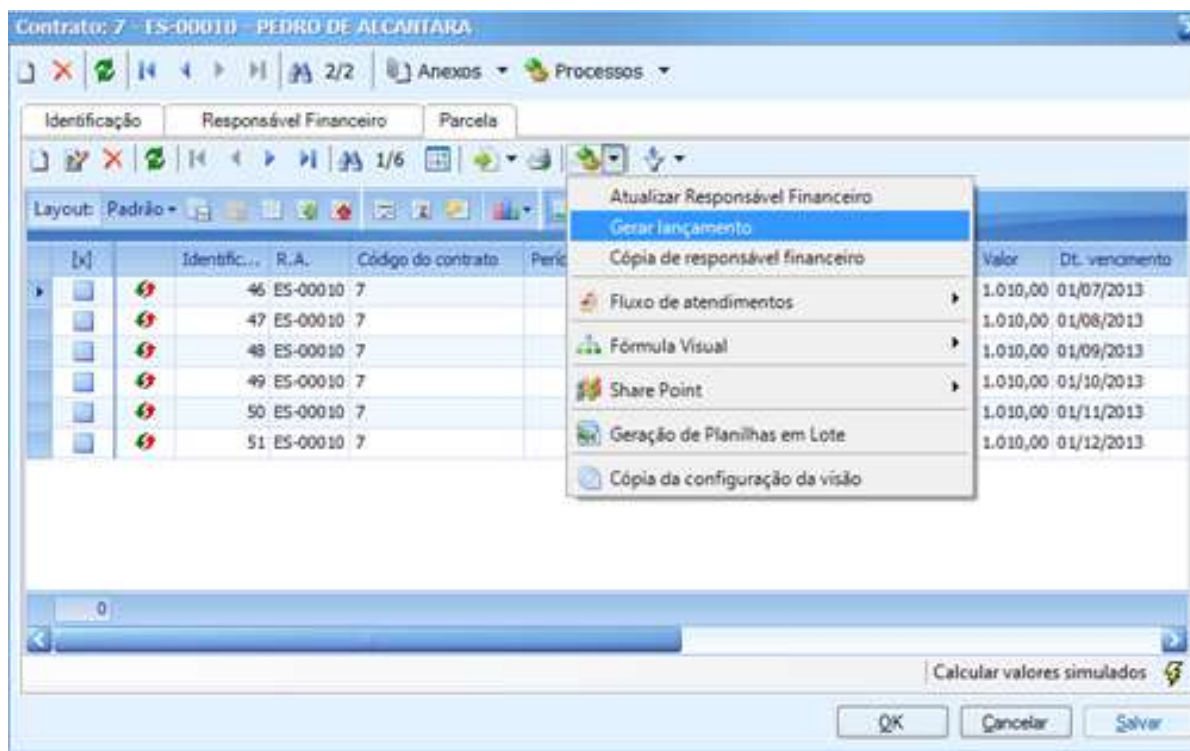 Contrato: 7 - ES-00010 - PEDRO DE ALCANTARA
2/2 Anexos Processos
Identificação Responsável Financeiro Parcela
1/6
Layout: Padrão
Atualizar Responsável Financeiro
Gerar lançamento
Cópia de responsável financeiro
Fluxo de atendimentos
Fórmula Visual
Share Point
Geração de Planilhas em Lote
Cópia da configuração da visão
[x] Identific... R.A. Código do contrato Valor Dt. vencimento
46 ES-00010 7 1.010,00 01/07/2013
47 ES-00010 7 1.010,00 01/08/2013
48 ES-00010 7 1.010,00 01/09/2013
49 ES-00010 7 1.010,00 01/10/2013
50 ES-00010 7 1.010,00 01/11/2013
51 ES-00010 7 1.010,00 01/12/2013
0
Calcular valores simulados
OK Cancelar Salvar